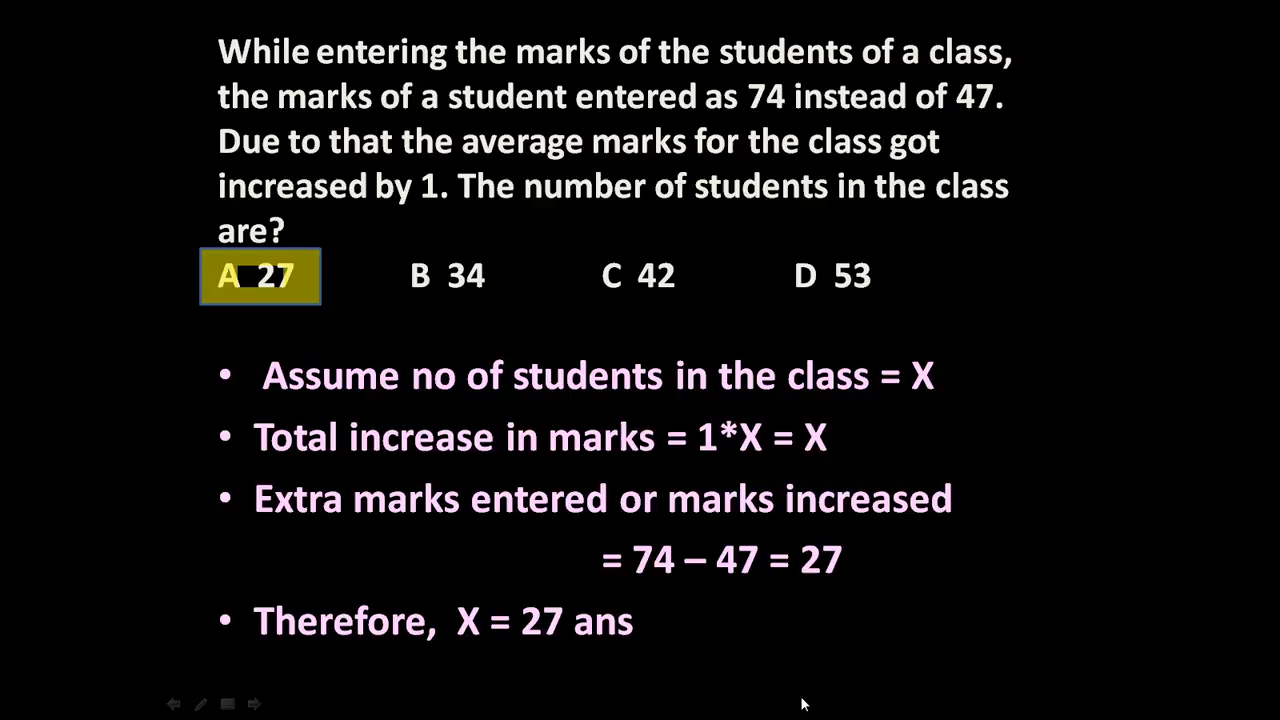 While entering the marks of the students of a class,
the marks of a student entered as 74 instead of 47.
Due to that the average marks for the class got
increased by 1. The number of students in the class
are?
A 27 B 34 C 42 D 53
• Assume no of students in the class = X
• Total increase in marks = 1*X = X
• Extra marks entered or marks increased
= 74 – 47 = 27
• Therefore, X = 27 ans